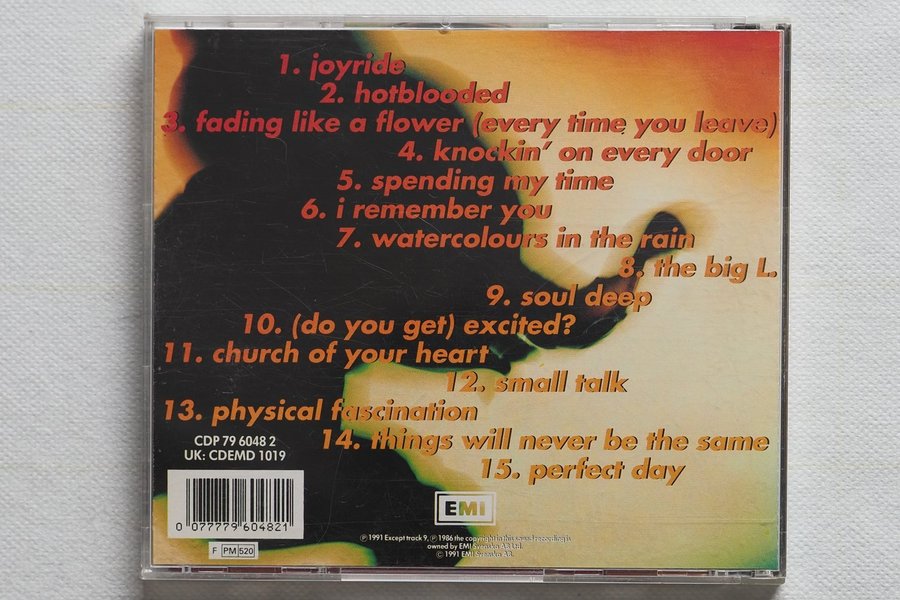 1. joyride
2. hotblooded
3. fading like a flower (every time you leave)
4. knockin' on every door
5. spending my time
6. i remember you
7. watercolours in the rain
8. the big L.
9. soul deep
10. (do you get) excited?
11. church of your heart
12. small talk
13. physical fascination
14. things will never be the same
15. perfect day
CDP 79 6048 2
UK: CDEMD 1019
0 077779 604821
F PM 520
EMI
℗ 1991 Except track 9, ℗ 1986 the copyright in this sound recording is
owned by EMI Svenska AB Ltd.
© 1991 EMI Svenska AB.